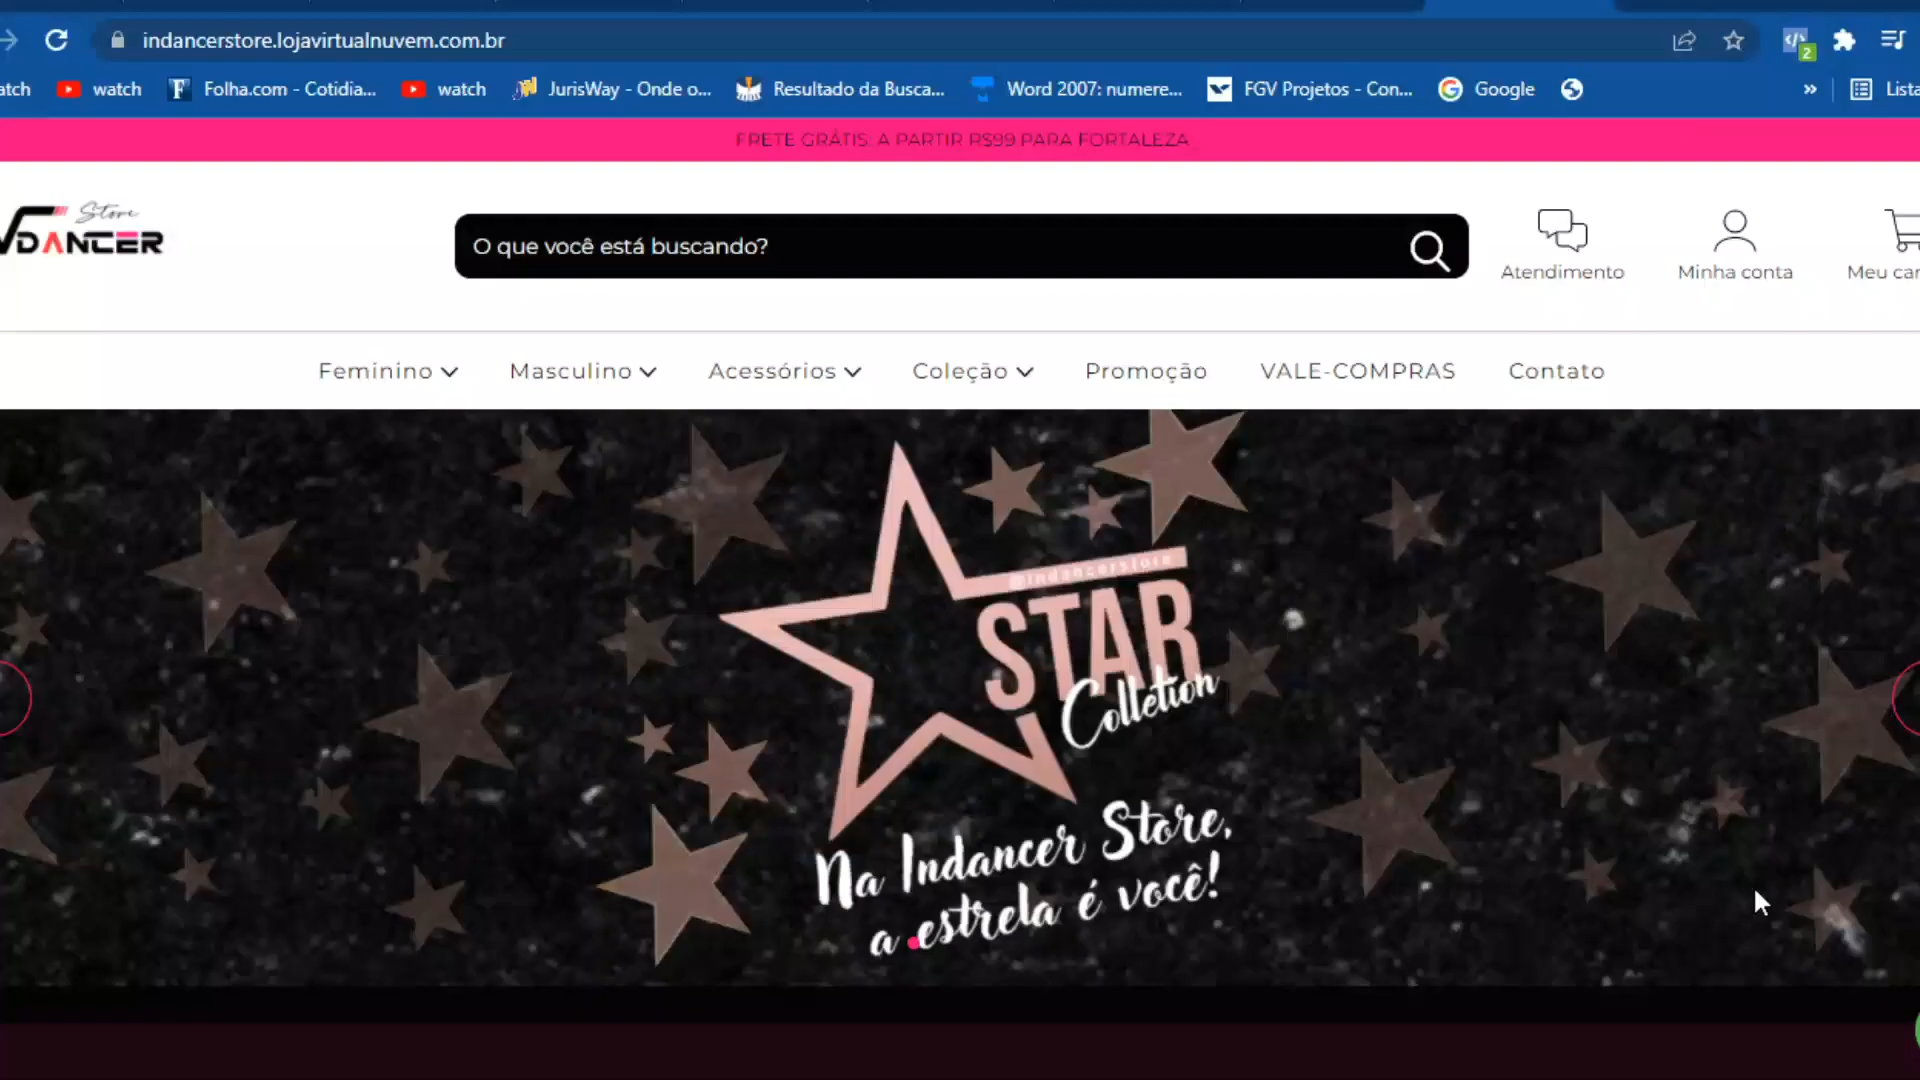 indancerstore.lojavirtualnuvem.com.br
2
watch
Folha.com - Cotidia...
watch
JurisWay - Onde o...
Resultado da Busca...
Word 2007: numere...
FGV Projetos - Con...
Google
»
Lista
FRETE GRÁTIS: A PARTIR R$99 PARA FORTALEZA
Store
DANCER
O que você está buscando?
Atendimento
Minha conta
Meu car
Feminino
Masculino
Acessórios
Coleção
Promoção
VALE-COMPRAS
Contato
@indancerstore
STAR
Colletion
Na Indancer Store,
a estrela é você!